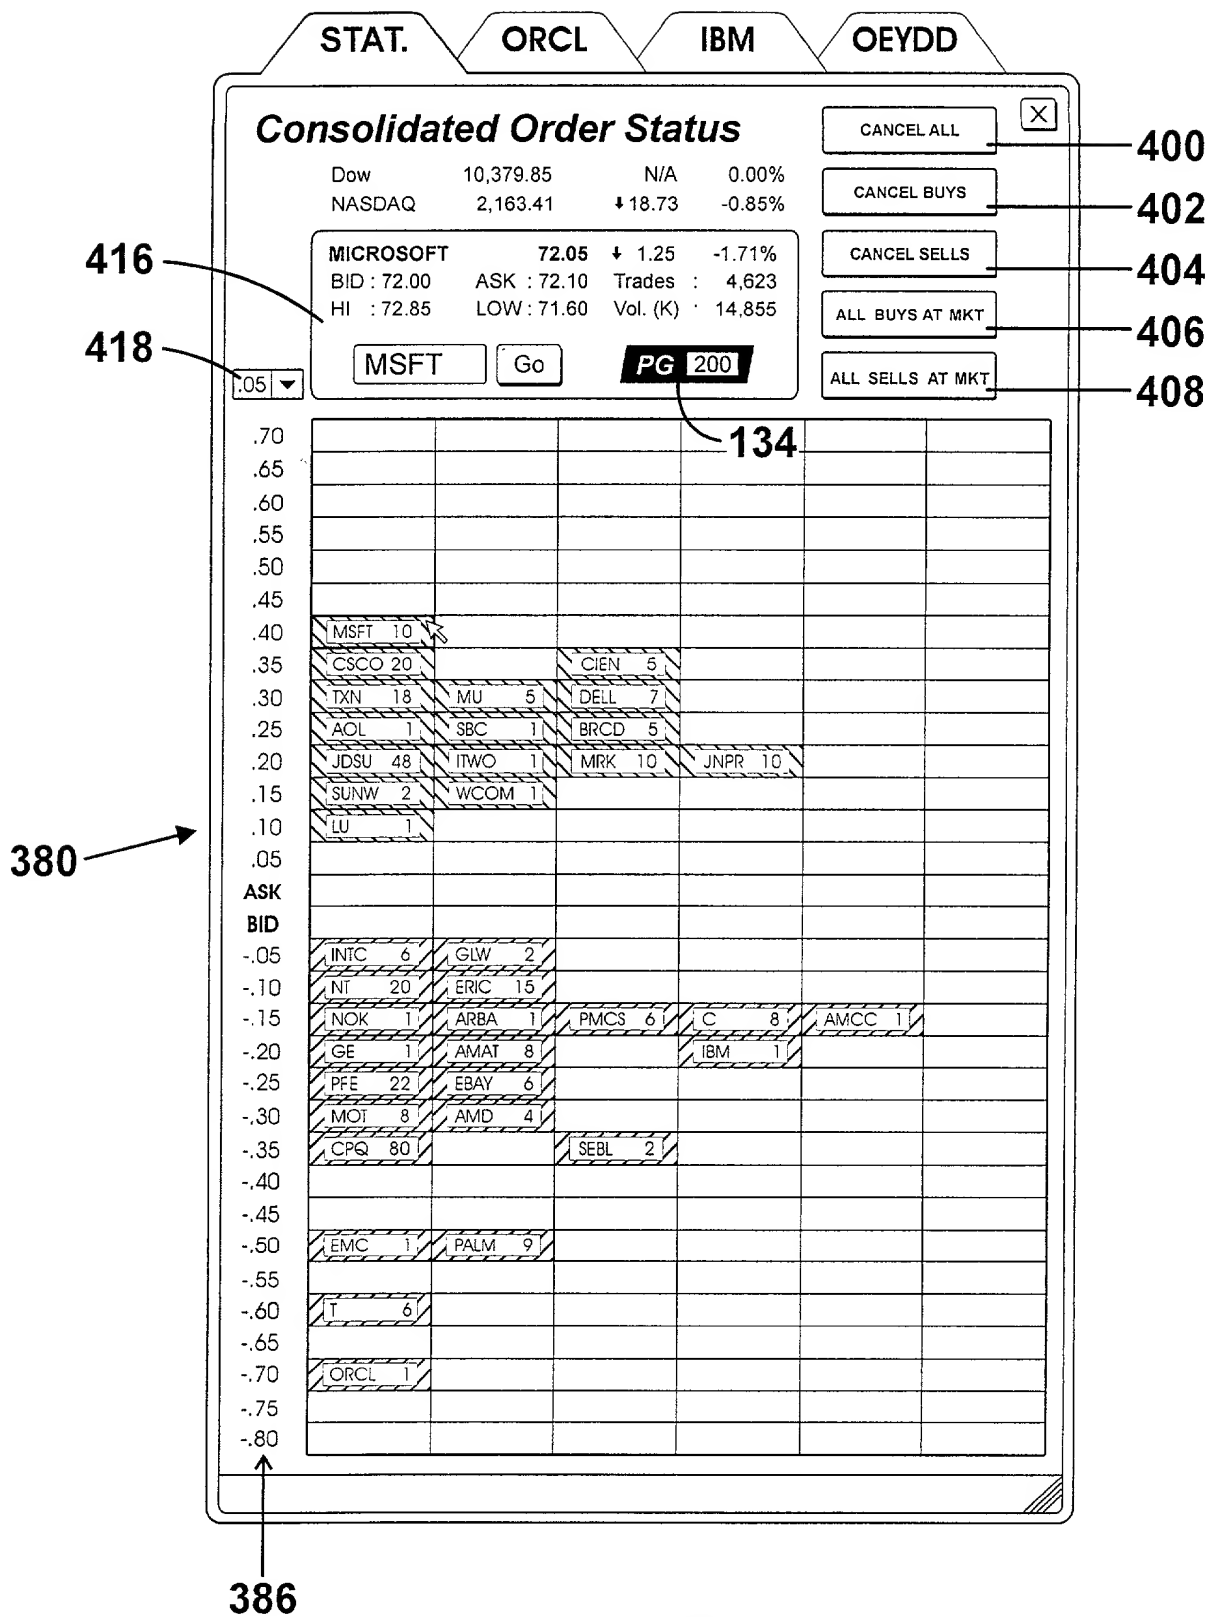 STAT. ORCL IBM OEYDD
Consolidated Order Status
CANCEL ALL
X
400
Dow 10,379.85 N/A 0.00%
NASDAQ 2,163.41 ⬇18.73 -0.85%
CANCEL BUYS
402
416
MICROSOFT 72.05 ⬇ 1.25 -1.71%
BID : 72.00 ASK : 72.10 Trades : 4,623
HI : 72.85 LOW : 71.60 Vol. (K) : 14,855
CANCEL SELLS
404
ALL BUYS AT MKT
406
418
.05
MSFT Go PG 200
ALL SELLS AT MKT
408
134
.70
.65
.60
.55
.50
.45
.40 MSFT 10
.35 CSCO 20 CIEN 5
.30 TXN 18 MU 5 DELL 7
.25 AOL 1 SBC 1 BRCD 5
.20 JDSU 48 ITWO 1 MRK 10 JNPR 10
.15 SUNW 2 WCOM 1
.10 LU 1
380
.05
ASK
BID
-.05 INTC 6 GLW 2
-.10 NT 20 ERIC 15
-.15 NOK 1 ARBA 1 PMCS 6 C 8 AMCC 1
-.20 GE 1 AMAT 8 IBM 1
-.25 PFE 22 EBAY 6
-.30 MOT 8 AMD 4
-.35 CPQ 80 SEBL 2
-.40
-.45
-.50 EMC 1 PALM 9
-.55
-.60 T 6
-.65
-.70 ORCL 1
-.75
-.80
386